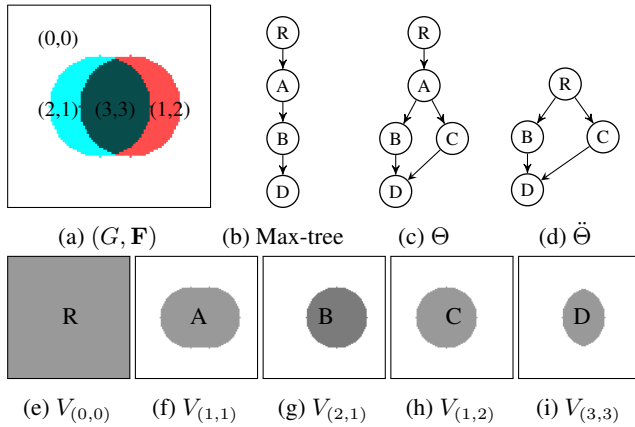 (0,0)
(2,1) (3,3) (1,2)
R
A
B
D
R
A
B C
D
R
B C
D
(a) (G, F) (b) Max-tree (c) Θ (d) Θ̈
R A B C D
(e) V(0,0) (f) V(1,1) (g) V(2,1) (h) V(1,2) (i) V(3,3)